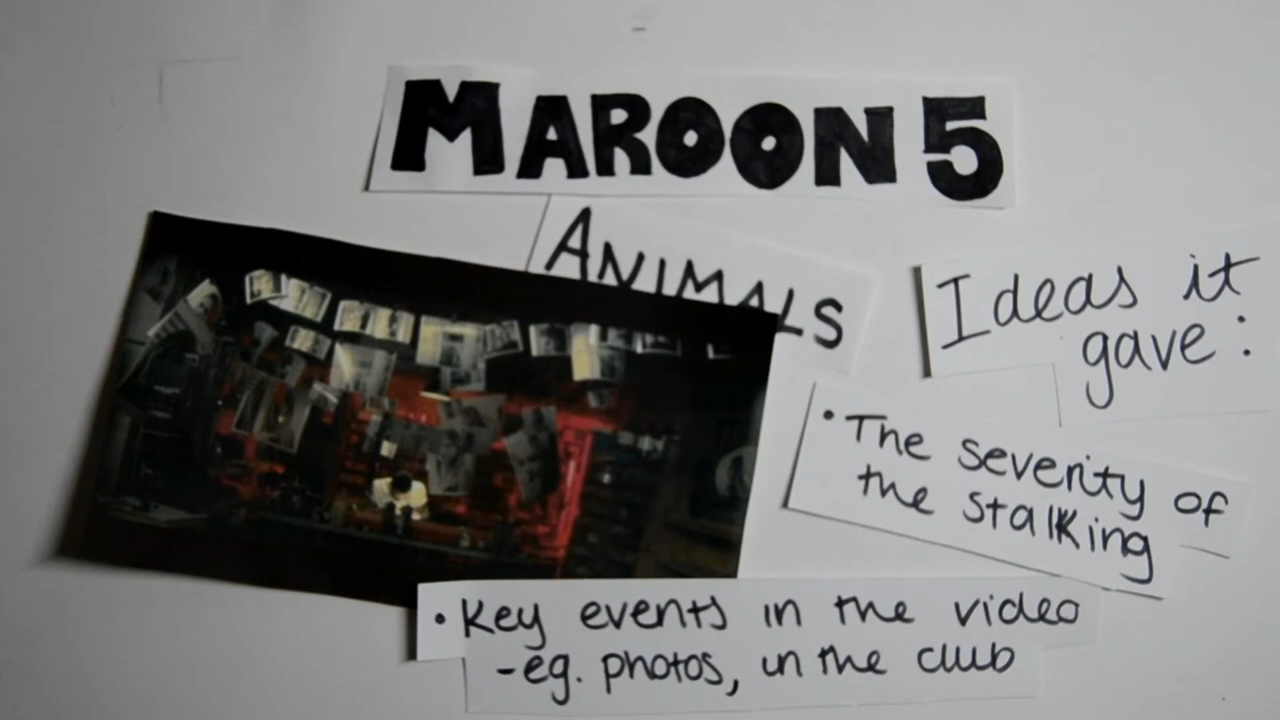 MAROON 5
ANIMALS
Ideas it
gave:
• The severity of
the stalking
• Key events in the video
-eg. photos, in the club